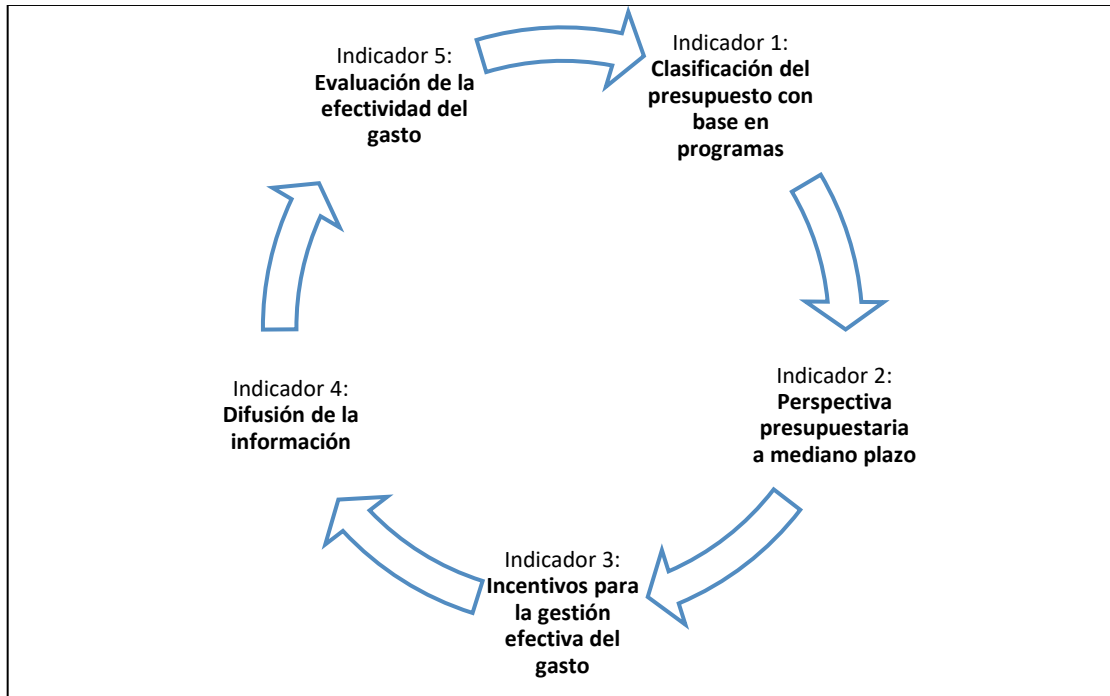 Indicador 1:
Clasificación del
presupuesto con
base en
programas
Indicador 2:
Perspectiva
presupuestaria
a mediano plazo
Indicador 3:
Incentivos para
la gestión
efectiva del
gasto
Indicador 4:
Difusión de la
información
Indicador 5:
Evaluación de la
efectividad del
gasto